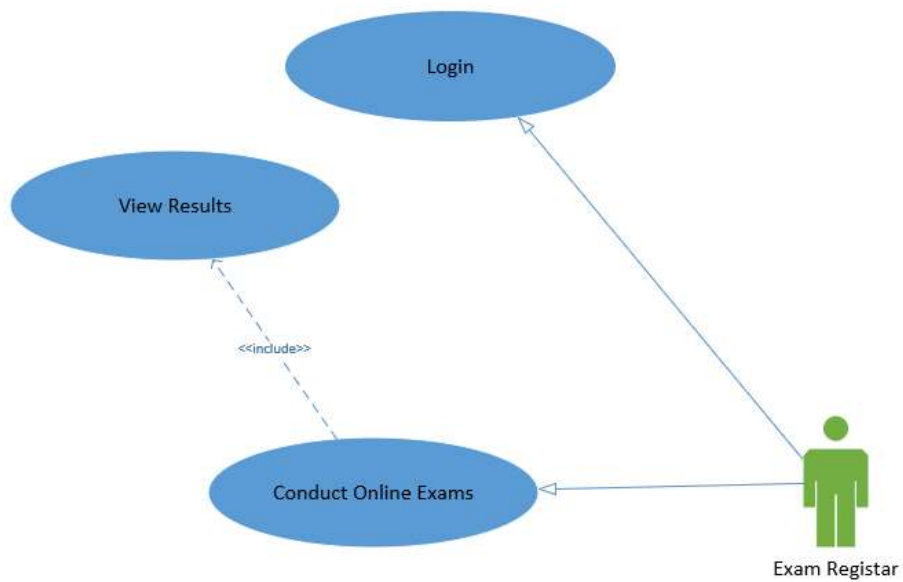 Login
View Results
<<include>>
Conduct Online Exams
Exam Registar